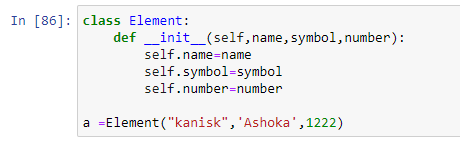 In [86]: class Element:
    def __init__(self,name,symbol,number):
        self.name=name
        self.symbol=symbol
        self.number=number
a =Element("kanisk",'Ashoka',1222)